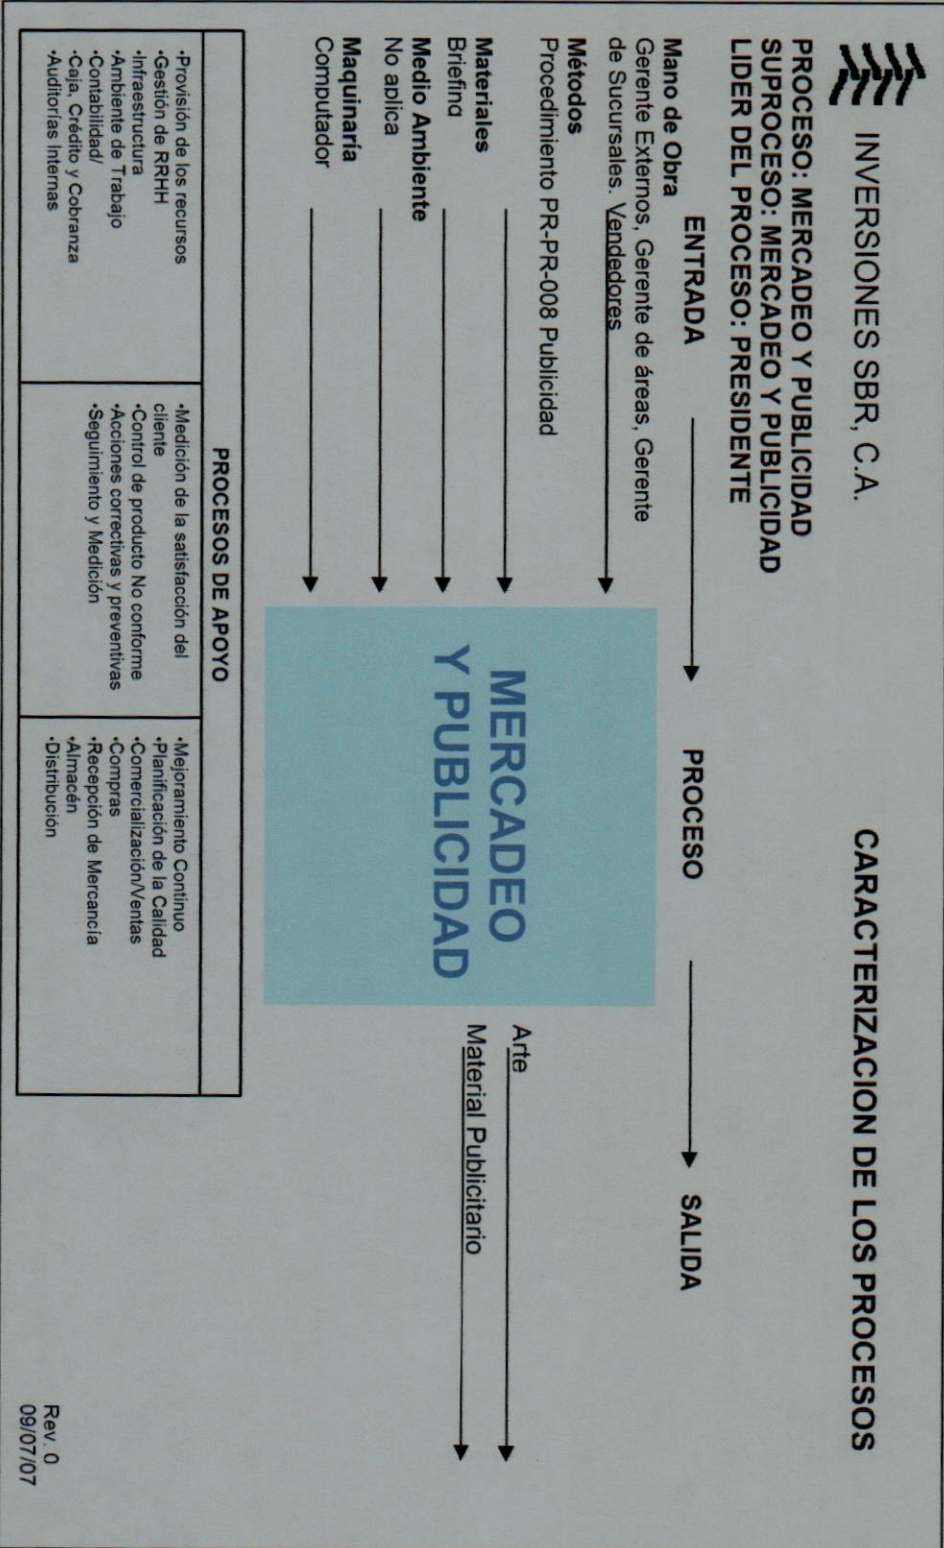 INVERSIONES SBR, C.A.
CARACTERIZACION DE LOS PROCESOS
PROCESO: MERCADEO Y PUBLICIDAD
SUPROCESO: MERCADEO Y PUBLICIDAD
LIDER DEL PROCESO: PRESIDENTE
ENTRADA
PROCESO
SALIDA
Mano de Obra
Gerente Externos, Gerente de áreas, Gerente
de Sucursales. Vendedores
Métodos
Procedimiento PR-PR-008 Publicidad
Materiales
Briefing
Medio Ambiente
No aplica
Maquinaría
Computador
MERCADEO
Y PUBLICIDAD
Arte
Material Publicitario
PROCESOS DE APOYO
•Provisión de los recursos
•Gestión de RRHH
•Infraestructura
•Ambiente de Trabajo
•Contabilidad/
•Caja, Crédito y Cobranza
•Auditorías Internas
•Medición de la satisfacción del
cliente
•Control de producto No conforme
•Acciones correctivas y preventivas
•Seguimiento y Medición
•Mejoramiento Continuo
•Planificación de la Calidad
•Comercialización/Ventas
•Compras
•Recepción de Mercancía
•Almacén
•Distribución
Rev. 0
09/07/07